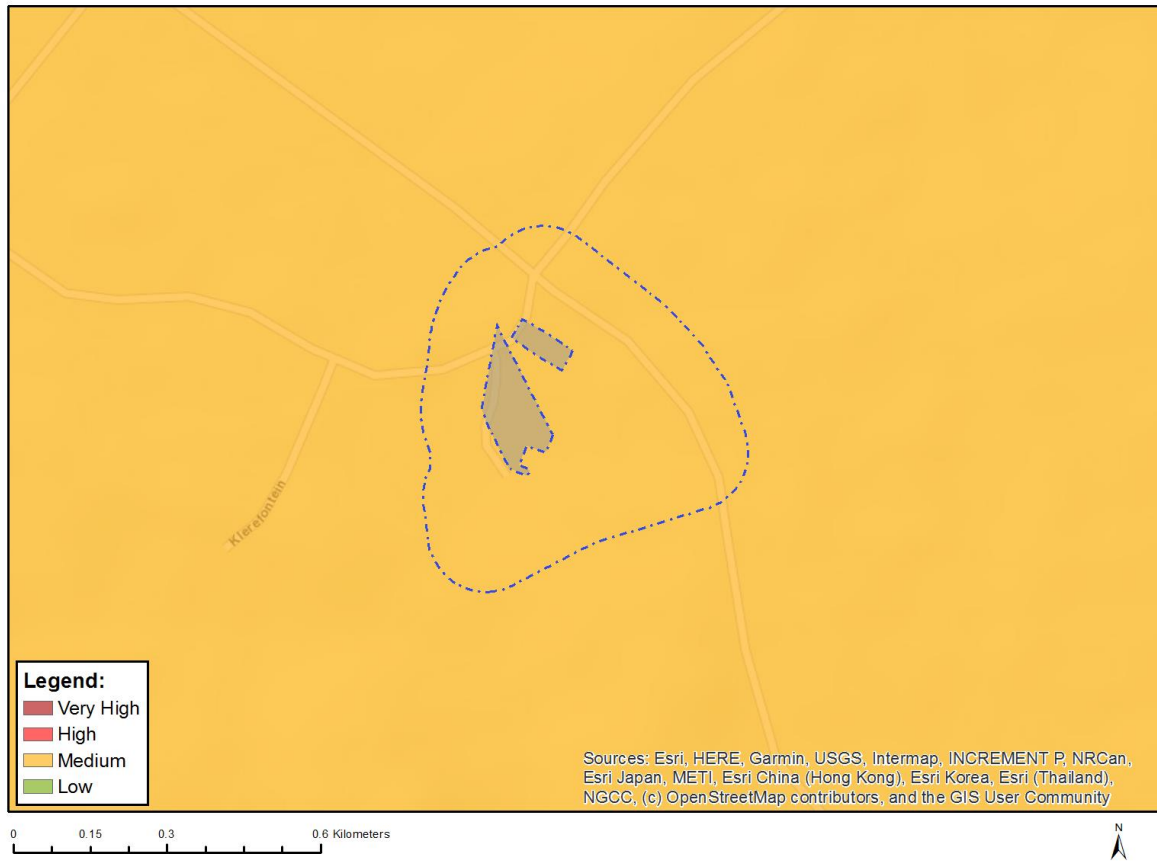 Klerefontein
Legend:
Very High
High
Medium
Low
Sources: Esri, HERE, Garmin, USGS, Intermap, INCREMENT P, NRCan,
Esri Japan, METI, Esri China (Hong Kong), Esri Korea, Esri (Thailand),
NGCC, (c) OpenStreetMap contributors, and the GIS User Community
0 0.15 0.3 0.6 Kilometers
N